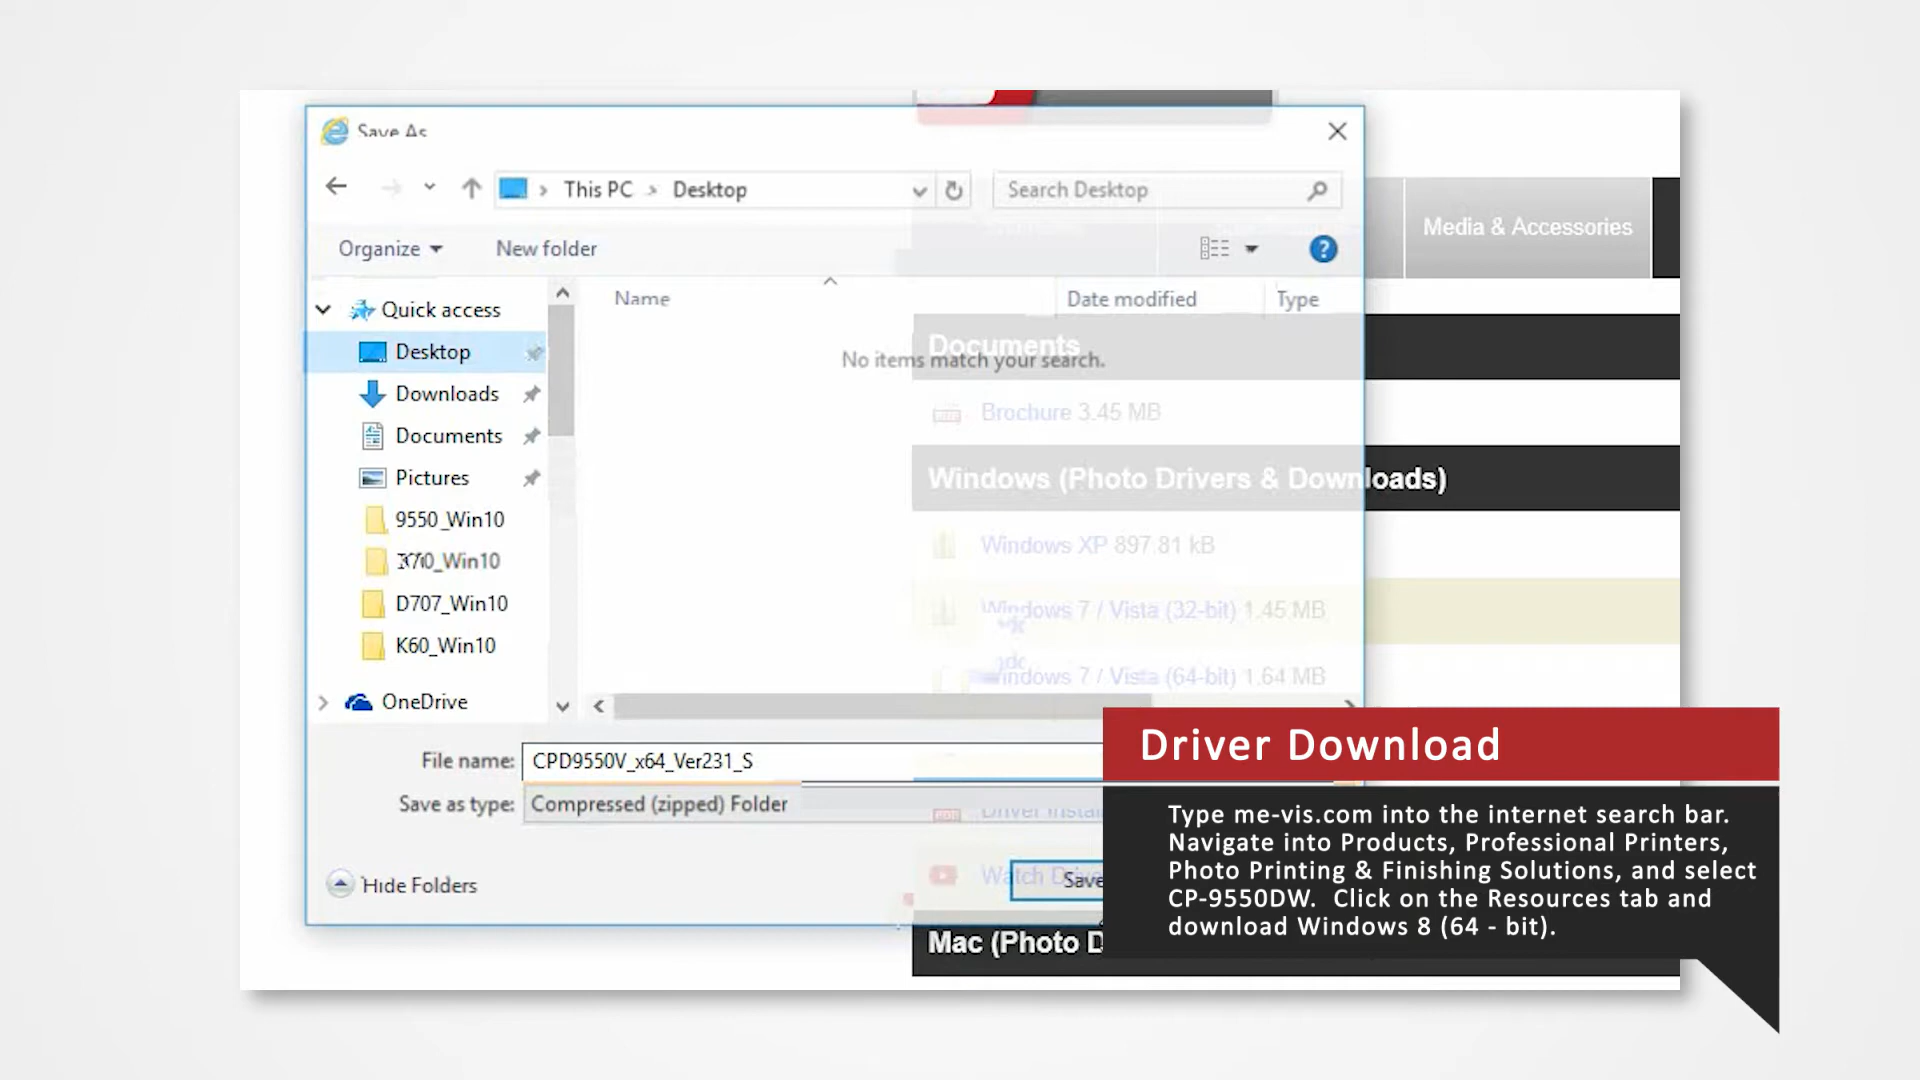 Save As
This PC > Desktop
Search Desktop
Organize
New folder
Media & Accessories
Quick access
Name
Date modified
Type
Desktop
Documents
No items match your search.
Downloads
Brochure 3.45 MB
Documents
Pictures
Windows (Photo Drivers & Downloads)
9550_Win10
Windows XP 897.81 kB
_Win10
D707_Win10
Windows 7 / Vista (32-bit) 1.45 MB
K60_Win10
Windows 7 / Vista (64-bit) 1.64 MB
OneDrive
File name: CPD9550V_x64_Ver231_S
Save as type: Compressed (zipped) Folder
Driver
Watch
Save
Hide Folders
Mac (Photo
Driver Download
Type me-vis.com into the internet search bar.
Navigate into Products, Professional Printers,
Photo Printing & Finishing Solutions, and select
CP-9550DW. Click on the Resources tab and
download Windows 8 (64 - bit).